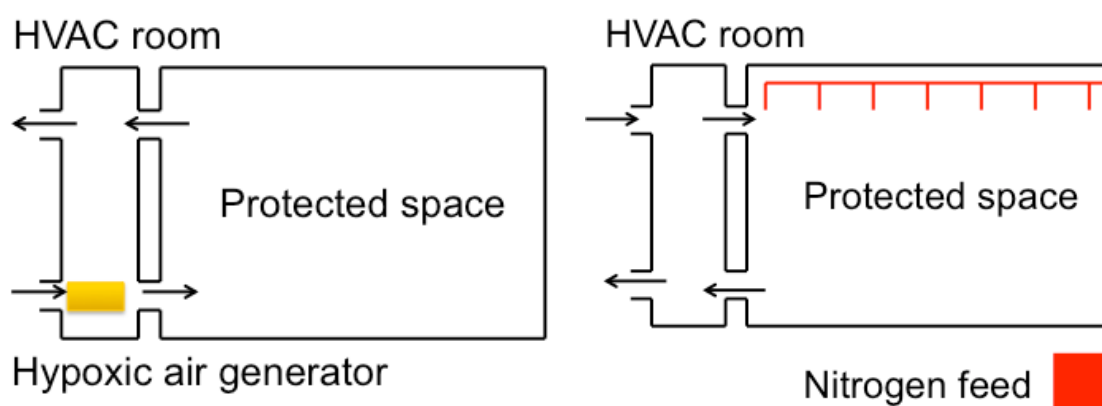 HVAC room
Protected space
Hypoxic air generator
HVAC room
Protected space
Nitrogen feed